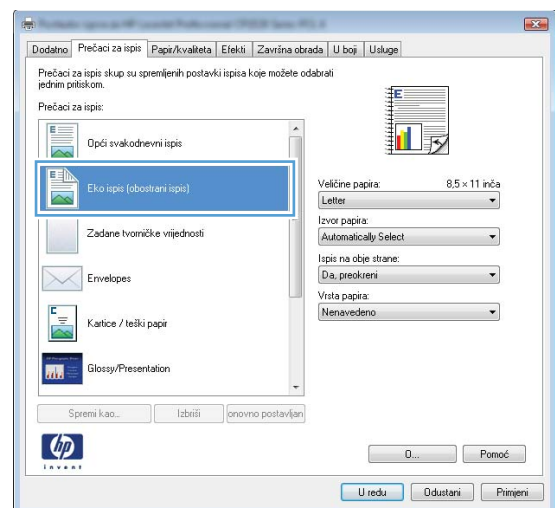 Dodatno Prečaci za ispis Papir/kvaliteta Efekti Završna obrada U boji Usluge
Prečaci za ispis skup su spremljenih postavki ispisa koje možete odabrati
jednim pritiskom.
Prečaci za ispis:
Opći svakodnevni ispis
Eko ispis (obostrani ispis)
Zadane tvorničke vrijednosti
Envelopes
Kartice / teški papir
Glossy/Presentation
Spremi kao... Izbriši onovno postavljan
E
Veličine papira: 8,5 × 11 inča
Letter
Izvor papira:
Automatically Select
Ispis na obje strane:
Da, preokreni
Vrsta papira:
Nenavedeno
hp
invent
O... Pomoć
U redu Odustani Primjeni